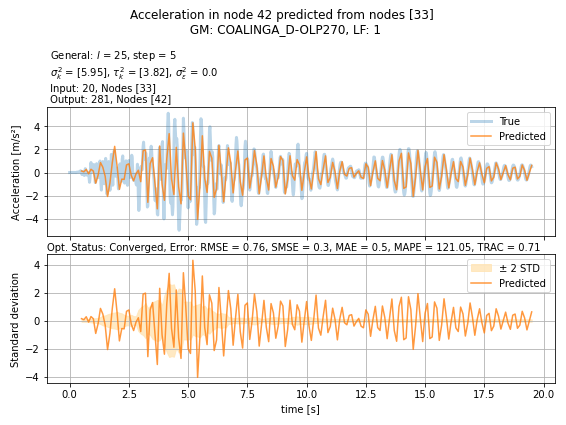 Acceleration in node 42 predicted from nodes [33]
GM: COALINGA_D-OLP270, LF: 1
General: l = 25, step = 5
σ²ₖ = [5.95], τ²ₖ = [3.82], σ²ₑ = 0.0
Input: 20, Nodes [33]
Output: 281, Nodes [42]
Acceleration [m/s²]
4
2
0
−2
−4
True
Predicted
Opt. Status: Converged, Error: RMSE = 0.76, SMSE = 0.3, MAE = 0.5, MAPE = 121.05, TRAC = 0.71
Standard deviation
4
2
0
−2
−4
± 2 STD
Predicted
0.0 2.5 5.0 7.5 10.0 12.5 15.0 17.5 20.0
time [s]